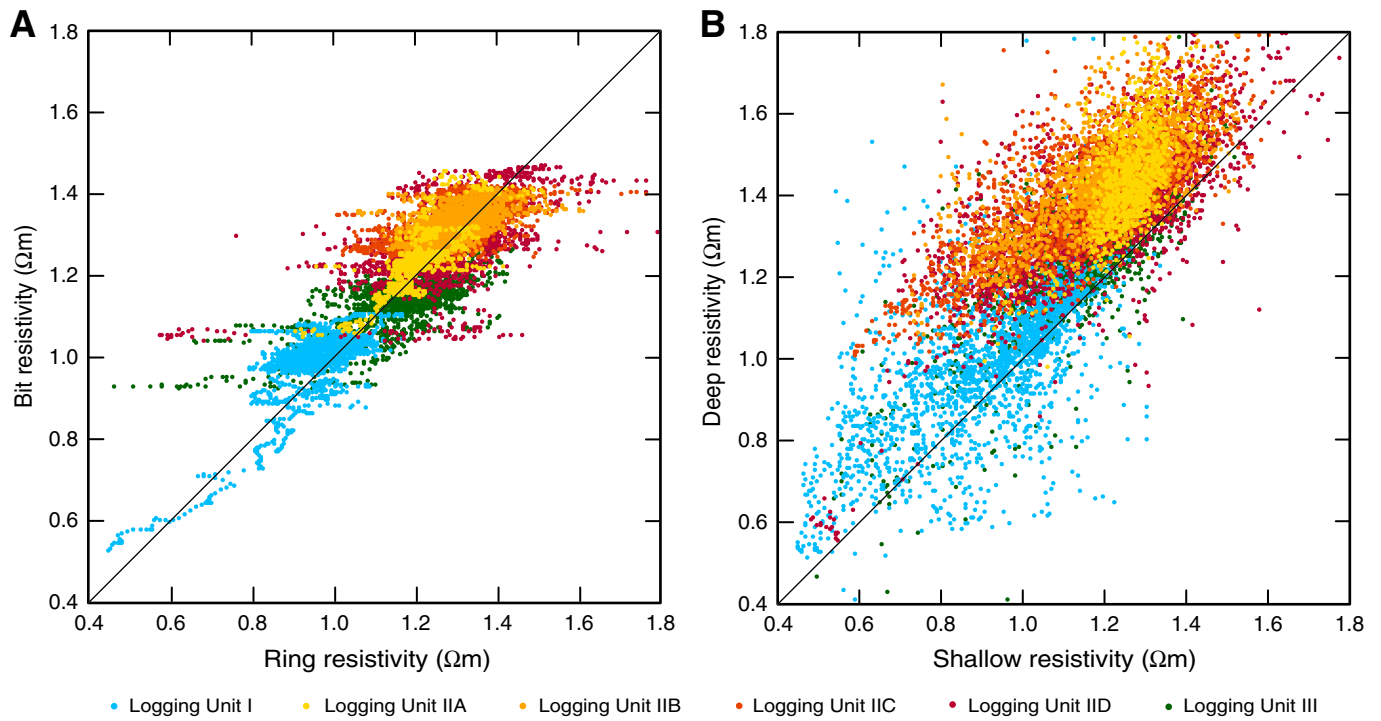 A
B
1.8
1.6
1.4
1.2
1.0
0.8
0.6
0.4
Bit resistivity (Ωm)
0.4 0.6 0.8 1.0 1.2 1.4 1.6 1.8
Ring resistivity (Ωm)
1.8
1.6
1.4
1.2
1.0
0.8
0.6
0.4
Deep resistivity (Ωm)
0.4 0.6 0.8 1.0 1.2 1.4 1.6 1.8
Shallow resistivity (Ωm)
Logging Unit I Logging Unit IIA Logging Unit IIB Logging Unit IIC Logging Unit IID Logging Unit III